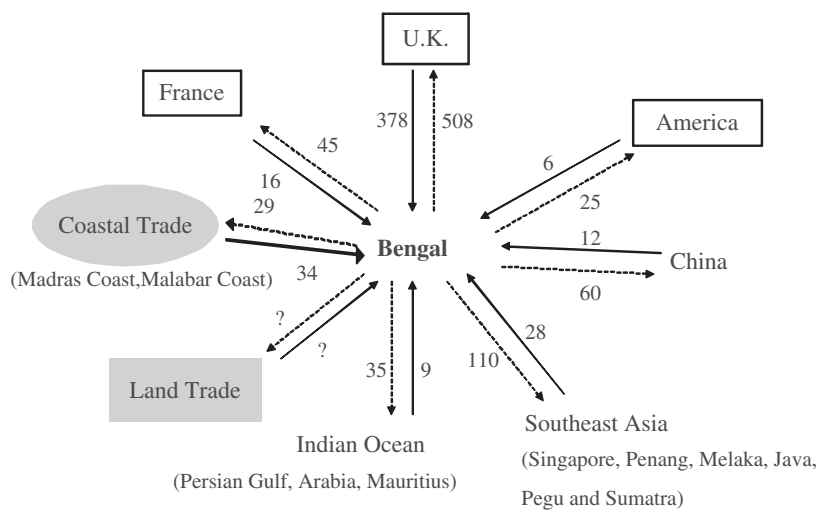 U.K.
France
America
378
508
45
16
6
25
29
Coastal Trade
34
(Madras Coast,Malabar Coast)
Bengal
12
China
60
?
?
Land Trade
35
9
110
28
Indian Ocean
(Persian Gulf, Arabia, Mauritius)
Southeast Asia
(Singapore, Penang, Melaka, Java,
Pegu and Sumatra)